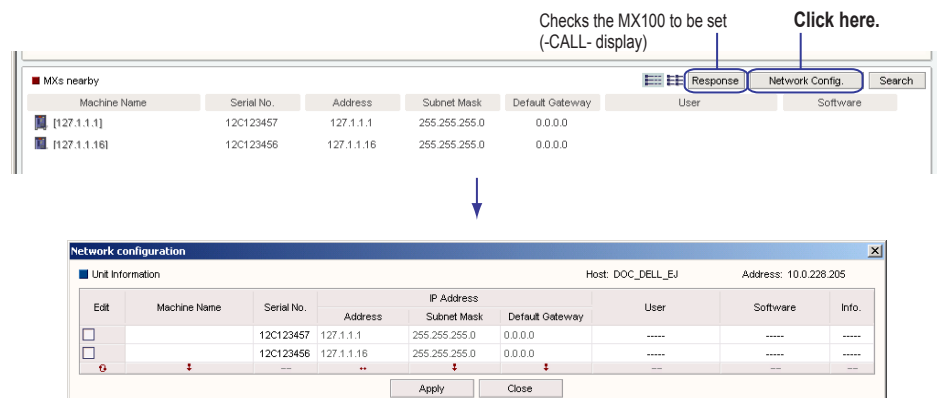 Checks the MX100 to be set
(-CALL- display)
Click here.
MXs nearby
Response Network Config. Search
Machine Name Serial No. Address Subnet Mask Default Gateway User Software
[127.1.1.1] 12C123457 127.1.1.1 255.255.255.0 0.0.0.0
[127.1.1.16] 12C123456 127.1.1.16 255.255.255.0 0.0.0.0
Network configuration
Unit Information Host: DOC_DELL_EJ Address: 10.0.228.205
IP Address
Edit Machine Name Serial No. User Software Info.
Address Subnet Mask Default Gateway
12C123457 127.1.1.1 255.255.255.0 0.0.0.0 ----- ----- -----
12C123456 127.1.1.16 255.255.255.0 0.0.0.0 ----- ----- -----
Apply Close